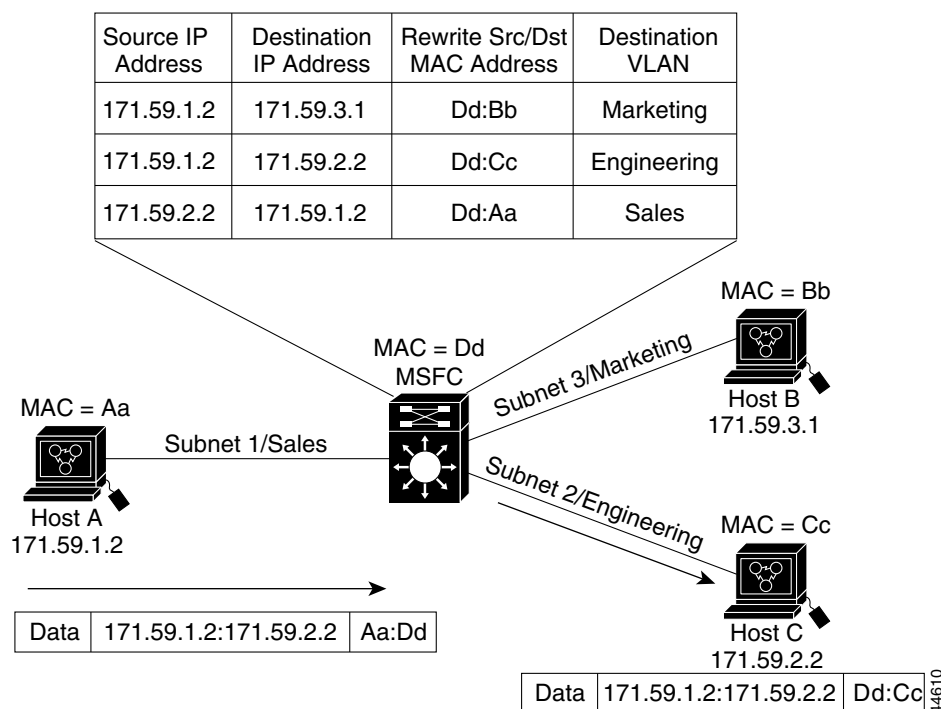 Source IP Address
Destination IP Address
Rewrite Src/Dst MAC Address
Destination VLAN
171.59.1.2 171.59.3.1 Dd:Bb Marketing
171.59.1.2 171.59.2.2 Dd:Cc Engineering
171.59.2.2 171.59.1.2 Dd:Aa Sales
MAC = Bb
MAC = Dd
MSFC
Subnet 3/Marketing
Host B
171.59.3.1
MAC = Aa
Subnet 1/Sales
Host A
171.59.1.2
Subnet 2/Engineering
MAC = Cc
Host C
171.59.2.2
Data 171.59.1.2:171.59.2.2 Aa:Dd
Data 171.59.1.2:171.59.2.2 Dd:Cc